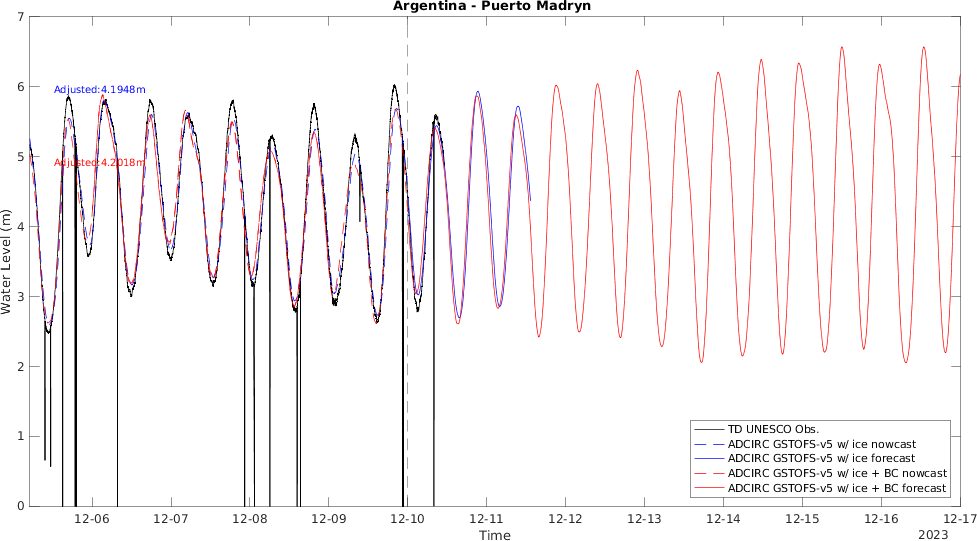 Argentina - Puerto Madryn
7
6
5
4
3
2
1
0
Water Level (m)
Adjusted:4.1948m
Adjusted:4.2018m
TD UNESCO Obs.
ADCIRC GSTOFS-v5 w/ ice nowcast
ADCIRC GSTOFS-v5 w/ ice forecast
ADCIRC GSTOFS-v5 w/ ice + BC nowcast
ADCIRC GSTOFS-v5 w/ ice + BC forecast
12-06 12-07 12-08 12-09 12-10 12-11 12-12 12-13 12-14 12-15 12-16 12-17
Time
2023